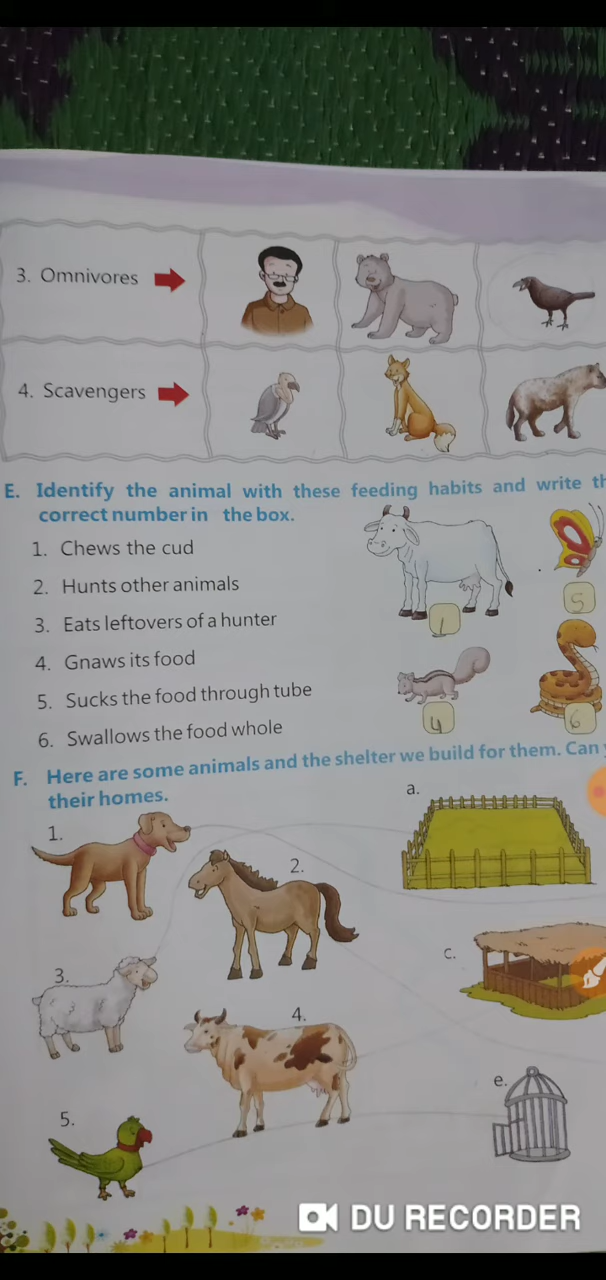 3. Omnivores
4. Scavengers
E. Identify the animal with these feeding habits and write th
correct number in the box.
1. Chews the cud
2. Hunts other animals
3. Eats leftovers of a hunter
4. Gnaws its food
5. Sucks the food through tube
6. Swallows the food whole
1
5
4
6
F. Here are some animals and the shelter we build for them. Can
their homes.
1.
2.
3.
4.
5.
a.
c.
e.
DU RECORDER